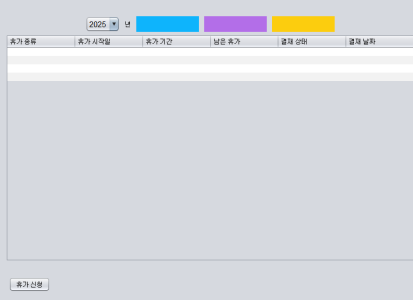 2025 년
휴가 종류 휴가 시작일 휴가 기간 남은 휴가 결재 상태 결재 날짜
휴가 신청